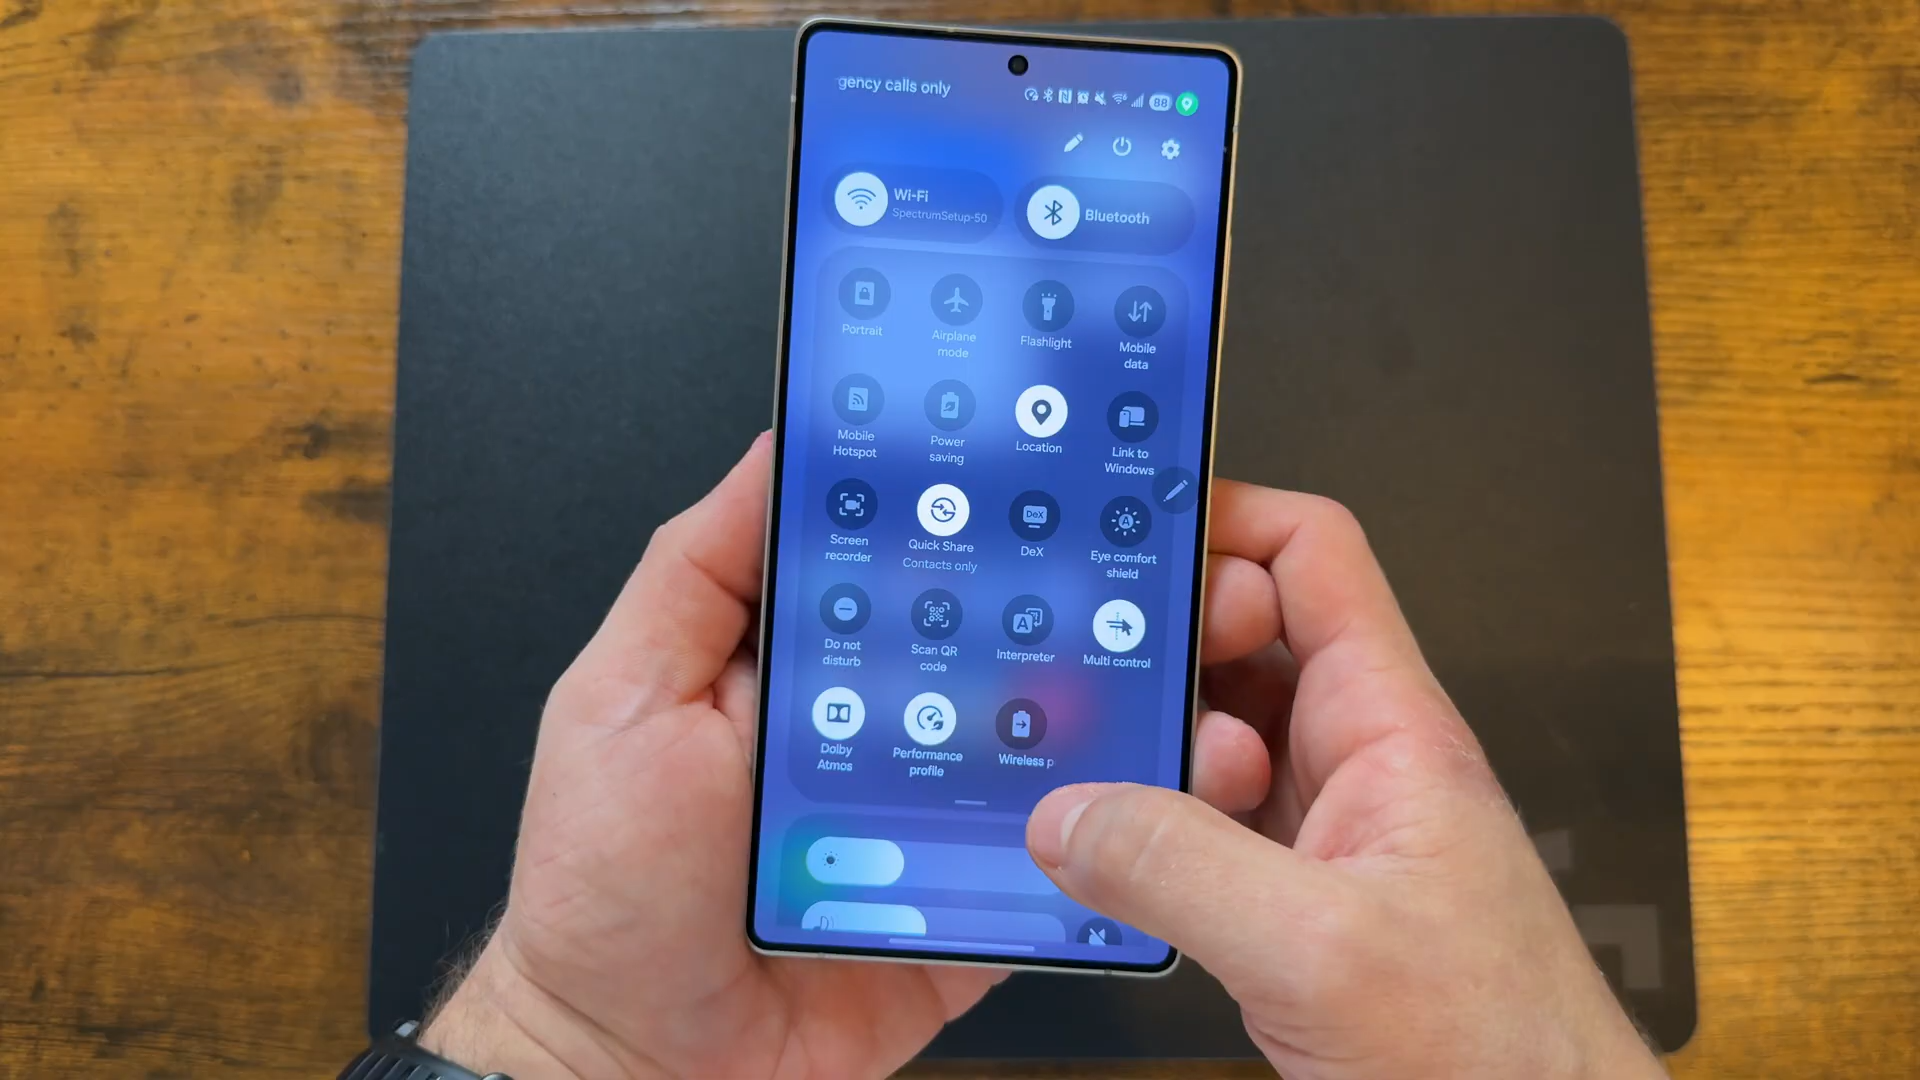 gency calls only
88
Wi-Fi
SpectrumSetup-50
Bluetooth
Portrait
Airplane
mode
Flashlight
Mobile
data
Mobile
Hotspot
Power
saving
Location
Link to
Windows
Screen
recorder
Quick Share
Contacts only
DeX
DeX
Eye comfort
shield
Do not
disturb
Scan QR
code
Interpreter
Multi control
Dolby
Atmos
Performance
profile
Wireless p